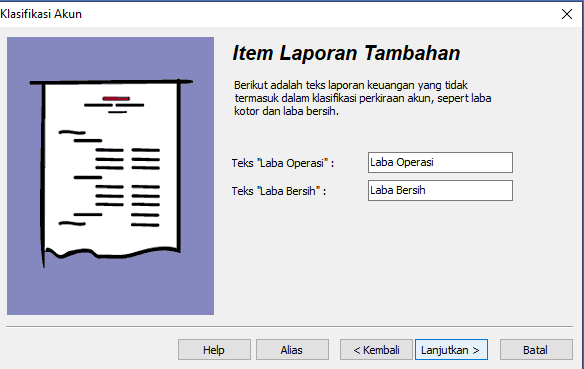 Klasifikasi Akun
Item Laporan Tambahan
Berikut adalah teks laporan keuangan yang tidak
termasuk dalam klasifikasi perkiraan akun, sepert laba
kotor dan laba bersih.
Teks "Laba Operasi" : Laba Operasi
Teks "Laba Bersih" : Laba Bersih
Help Alias < Kembali Lanjutkan > Batal